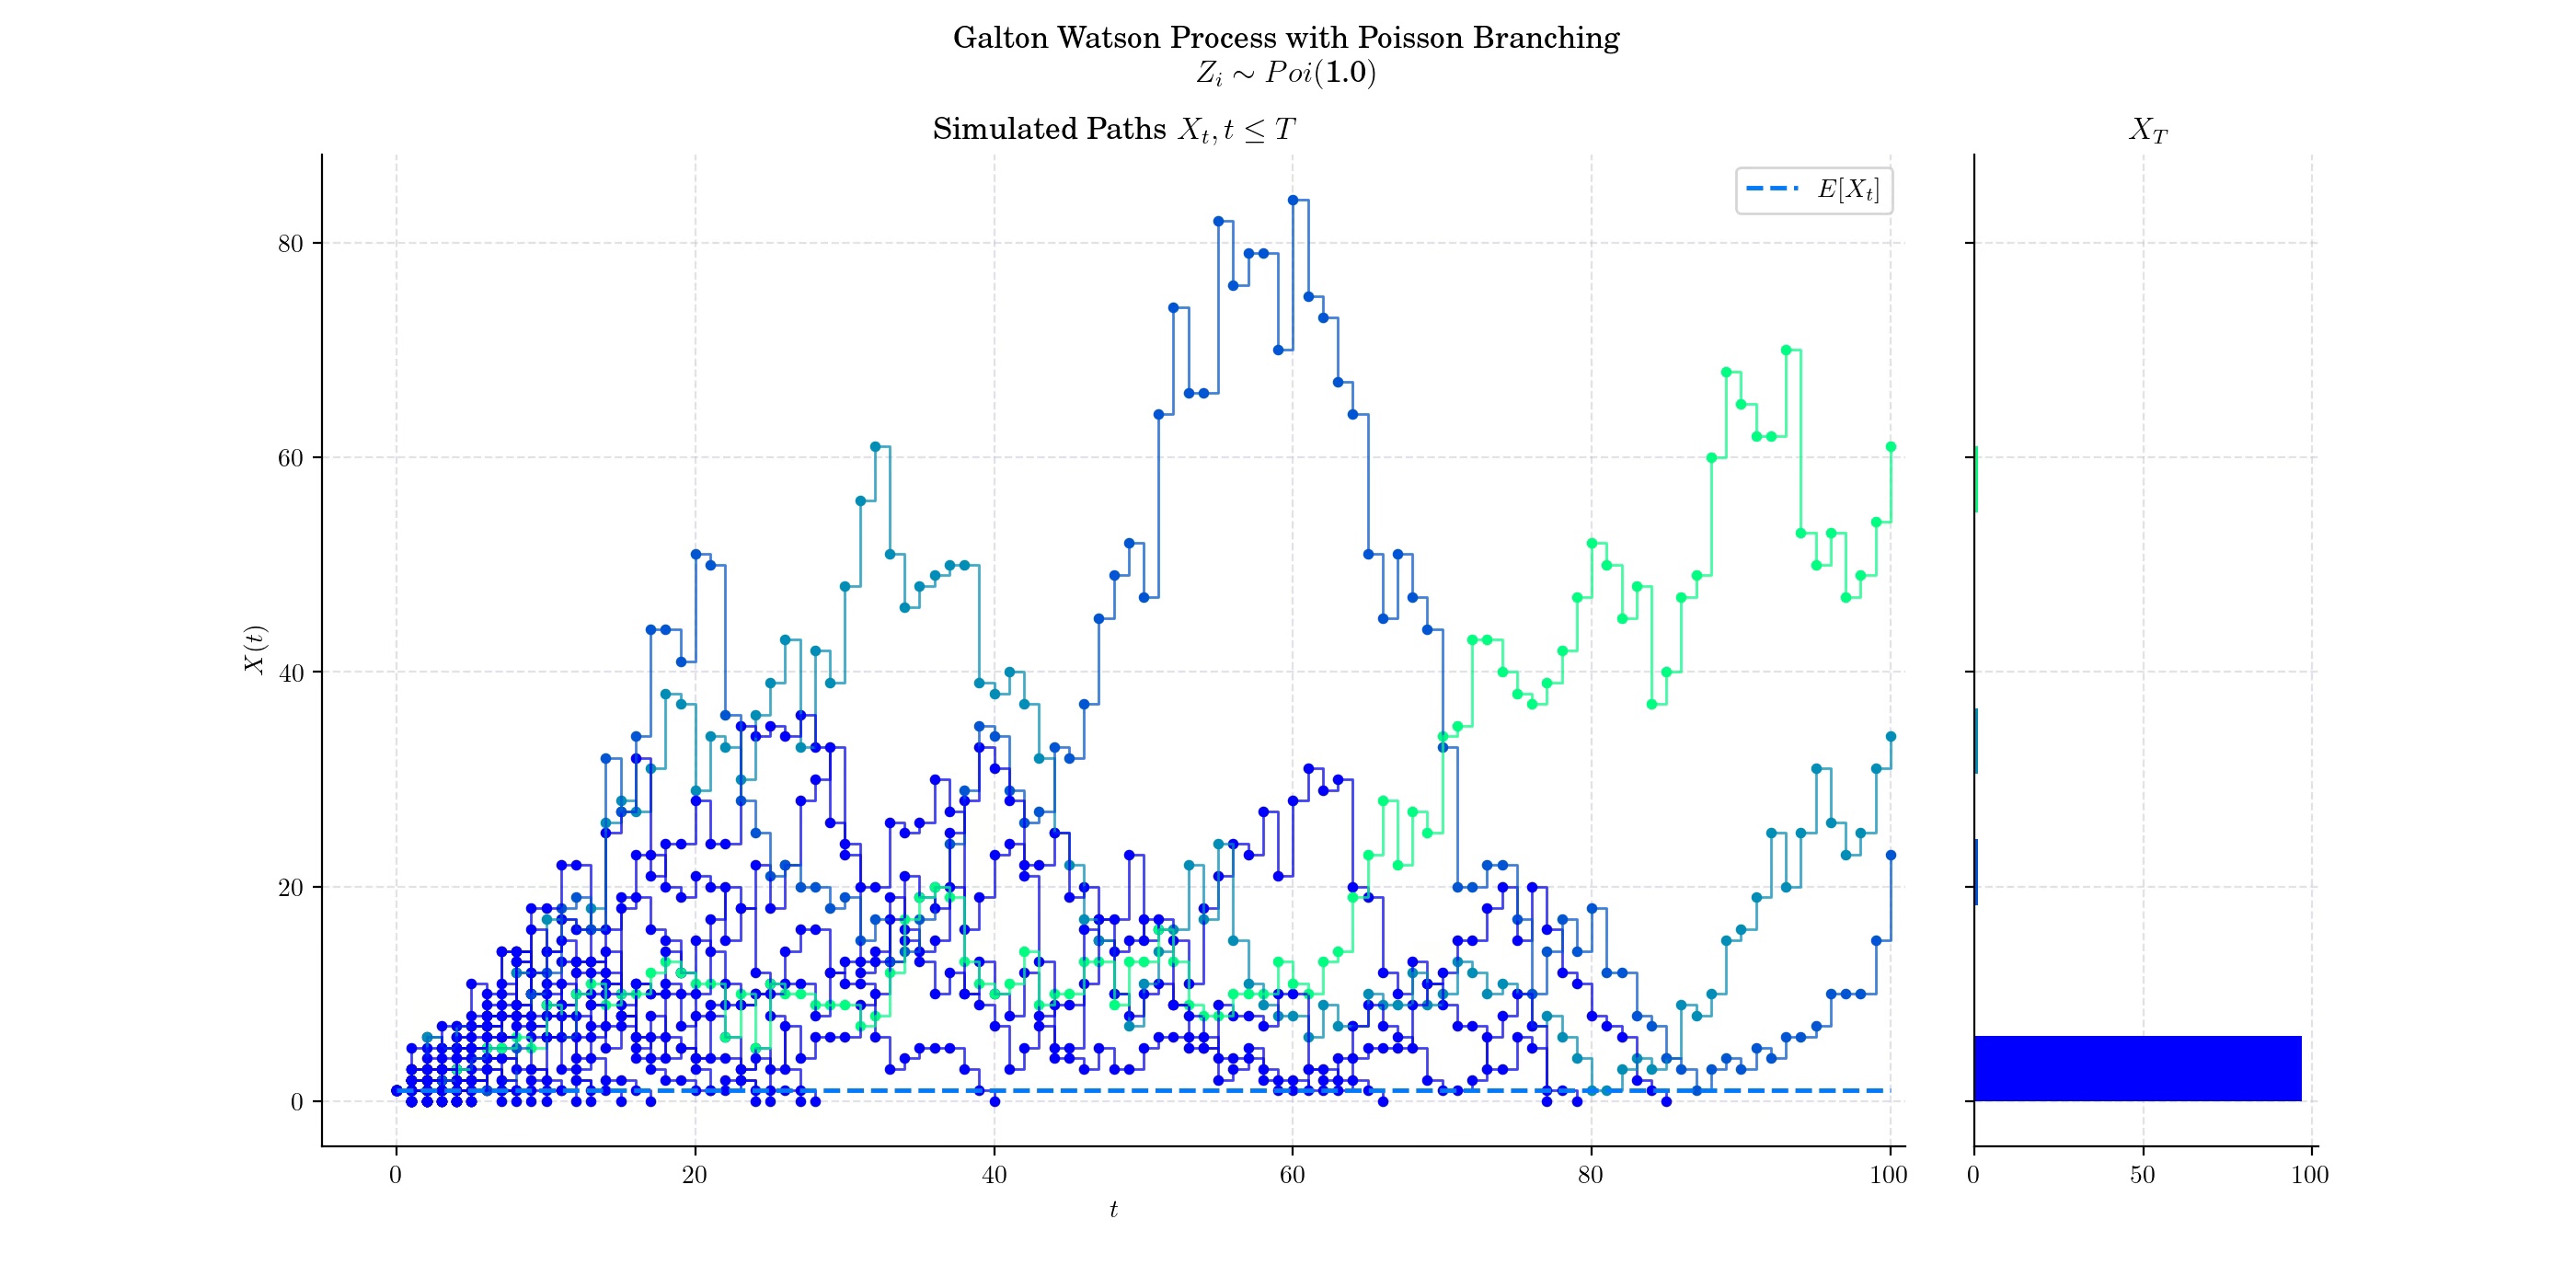 Galton Watson Process with Poisson Branching
Z_i ∼ Poi(1.0)
Simulated Paths X_t, t ≤ T
X_T
E[X_t]
80
60
40
20
0
X(t)
0 20 40 60 80 100
0 50 100
t